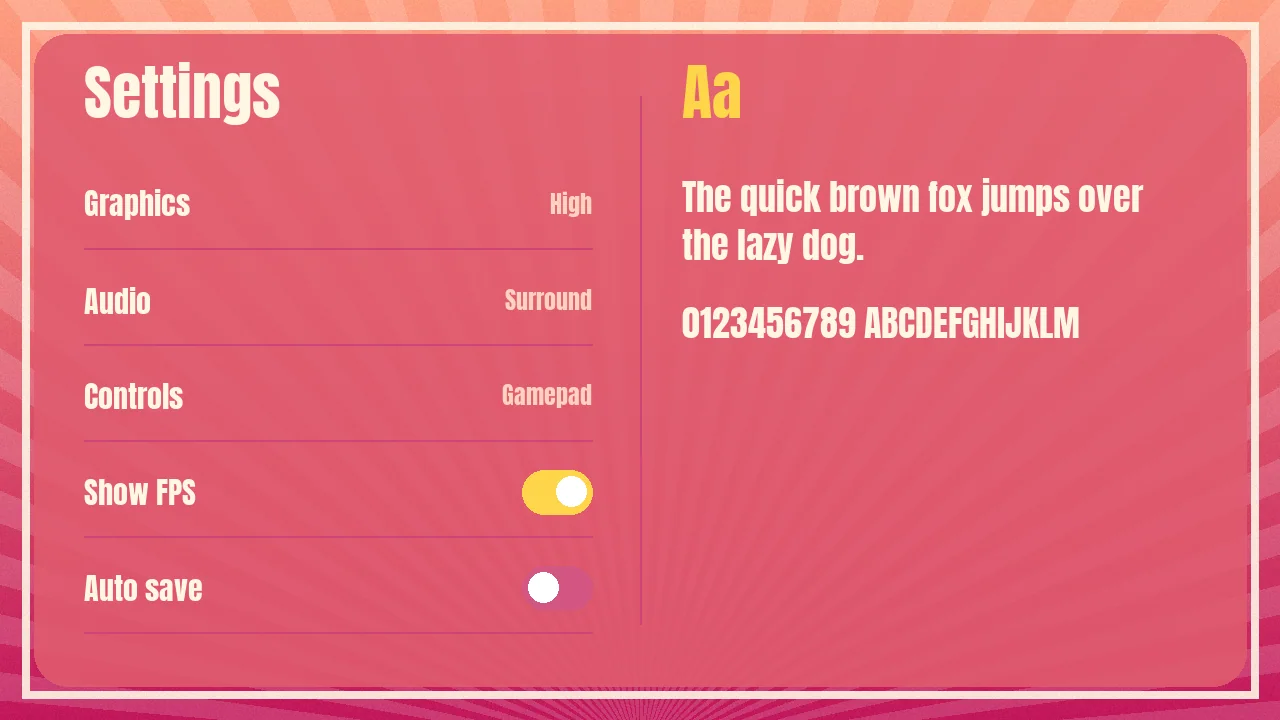 Settings
Graphics High
Audio Surround
Controls Gamepad
Show FPS
Auto save
Aa
The quick brown fox jumps over
the lazy dog.
0123456789 ABCDEFGHIJKLM